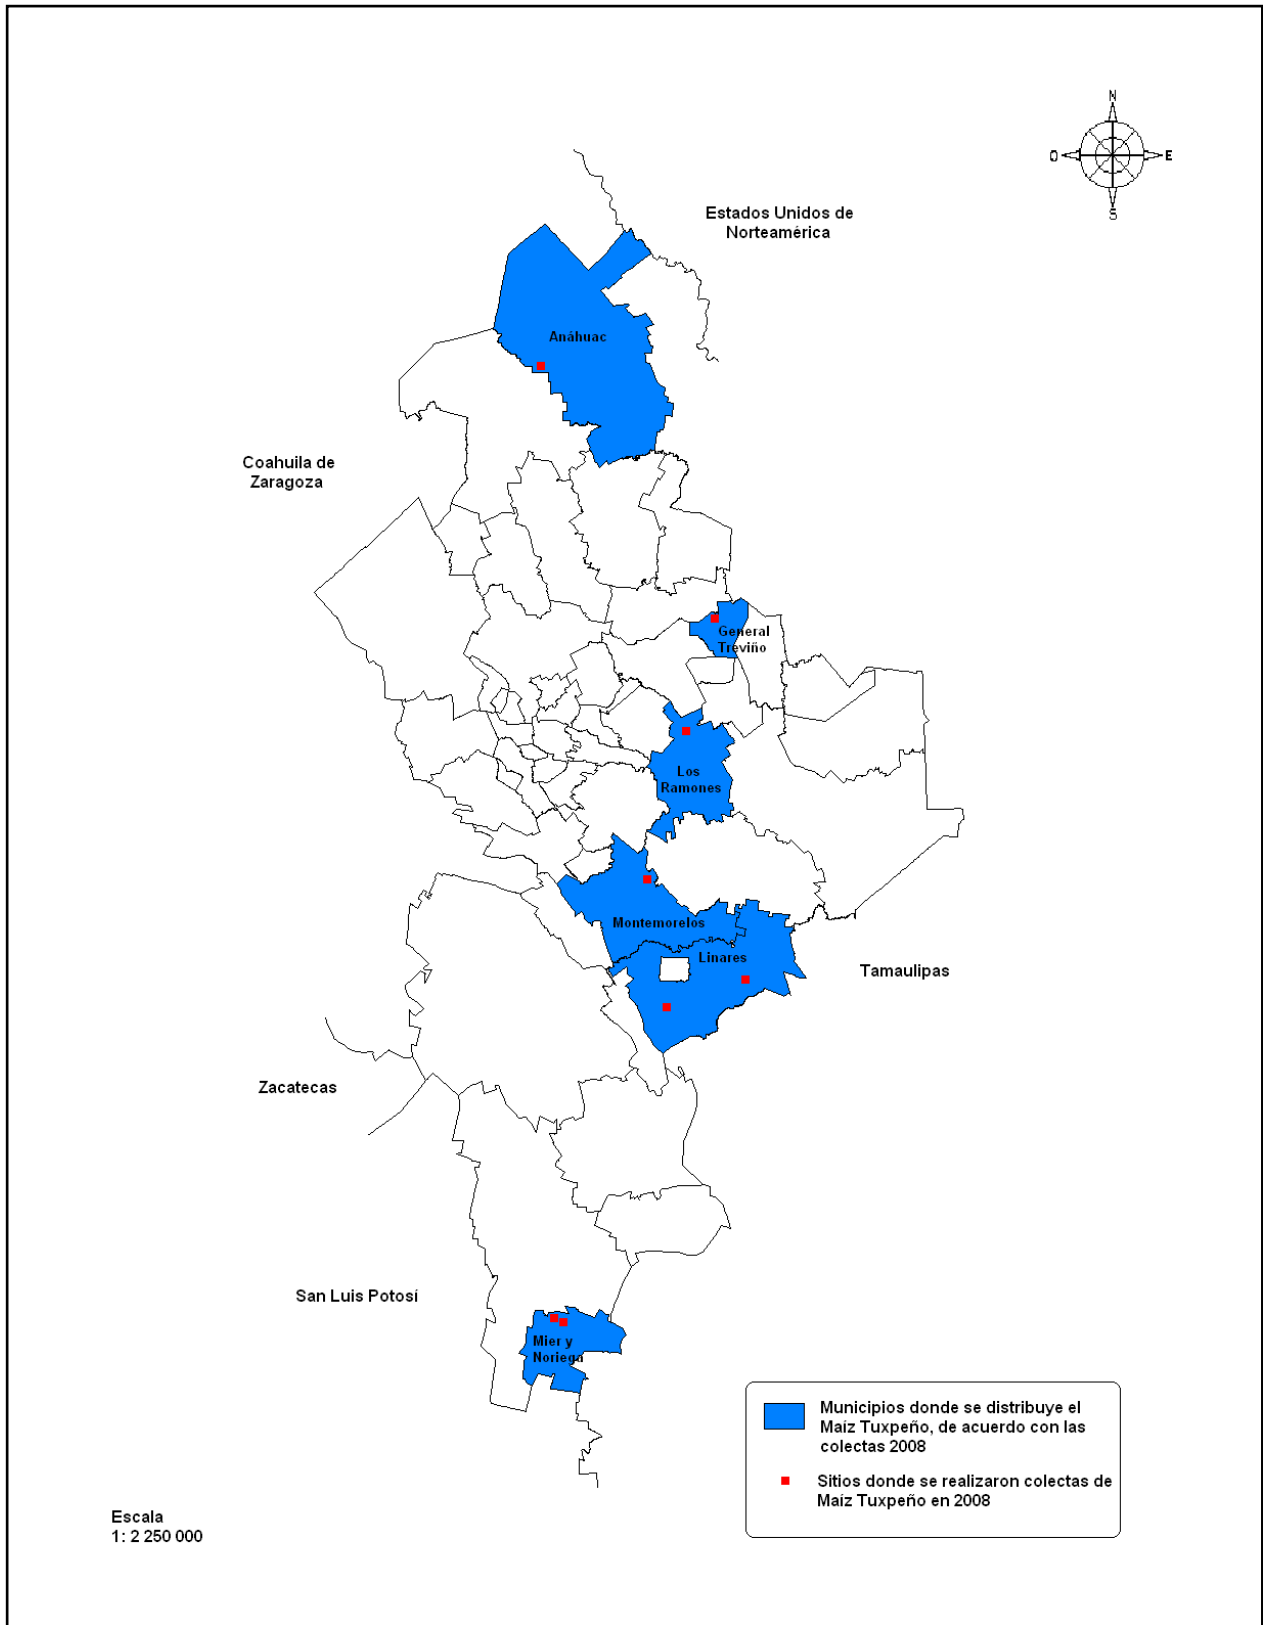 N
O
E
S
Estados Unidos de
Norteamérica
Anáhuac
Coahuila de
Zaragoza
General
Treviño
Los
Ramones
Montemorelos
Linares
Tamaulipas
Zacatecas
San Luis Potosí
Mier y
Noriega
Municipios donde se distribuye el
Maíz Tuxpeño, de acuerdo con las
colectas 2008
Sitios donde se realizaron colectas de
Maíz Tuxpeño en 2008
Escala
1: 2 250 000